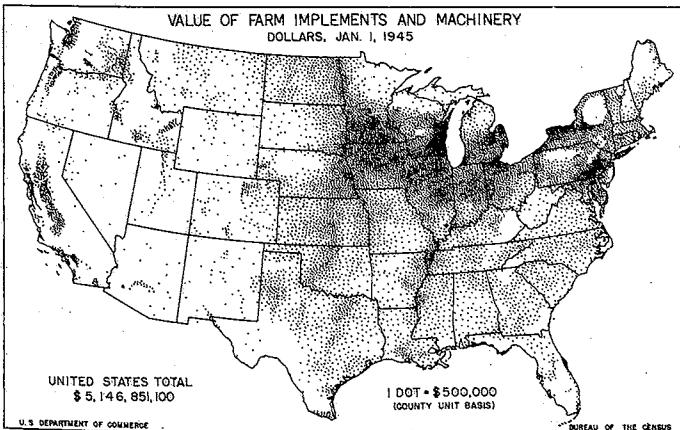 VALUE OF FARM IMPLEMENTS AND MACHINERY
DOLLARS, JAN. 1, 1945
UNITED STATES TOTAL
$5,146,851,100
1 DOT = $500,000
(COUNTY UNIT BASIS)
U.S DEPARTMENT OF COMMERCE
BUREAU OF THE CENSUS